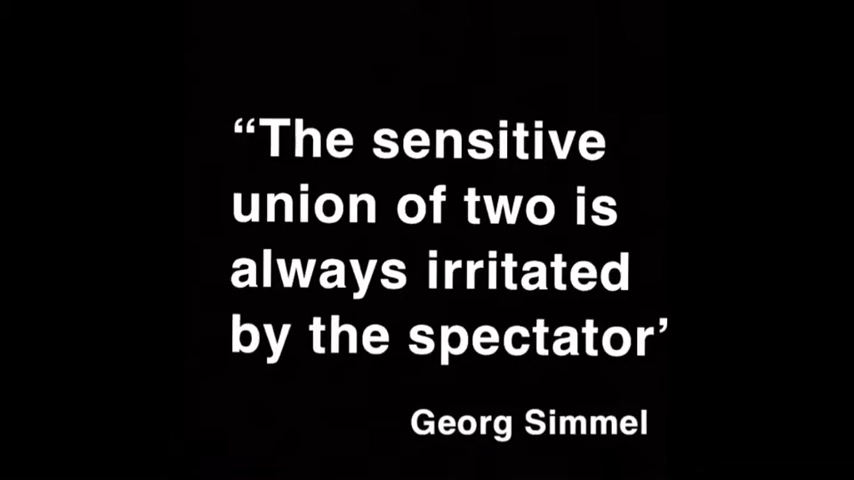 “The sensitive
union of two is
always irritated
by the spectator’
Georg Simmel